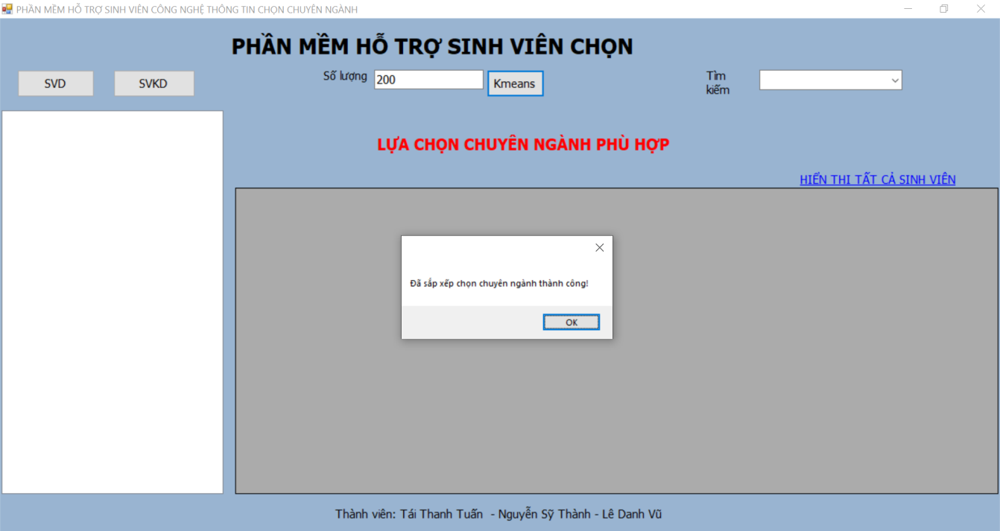 PHẦN MỀM HỖ TRỢ SINH VIÊN CÔNG NGHỆ THÔNG TIN CHỌN CHUYÊN NGÀNH
PHẦN MỀM HỖ TRỢ SINH VIÊN CHỌN
SVD
SVKD
Số lượng
200
Kmeans
Tìm
kiếm
LỰA CHỌN CHUYÊN NGÀNH PHÙ HỢP
HIỂN THI TẤT CẢ SINH VIÊN
Đã sắp xếp chọn chuyên ngành thành công!
OK
Thành viên: Tái Thanh Tuấn - Nguyễn Sỹ Thành - Lê Danh Vũ